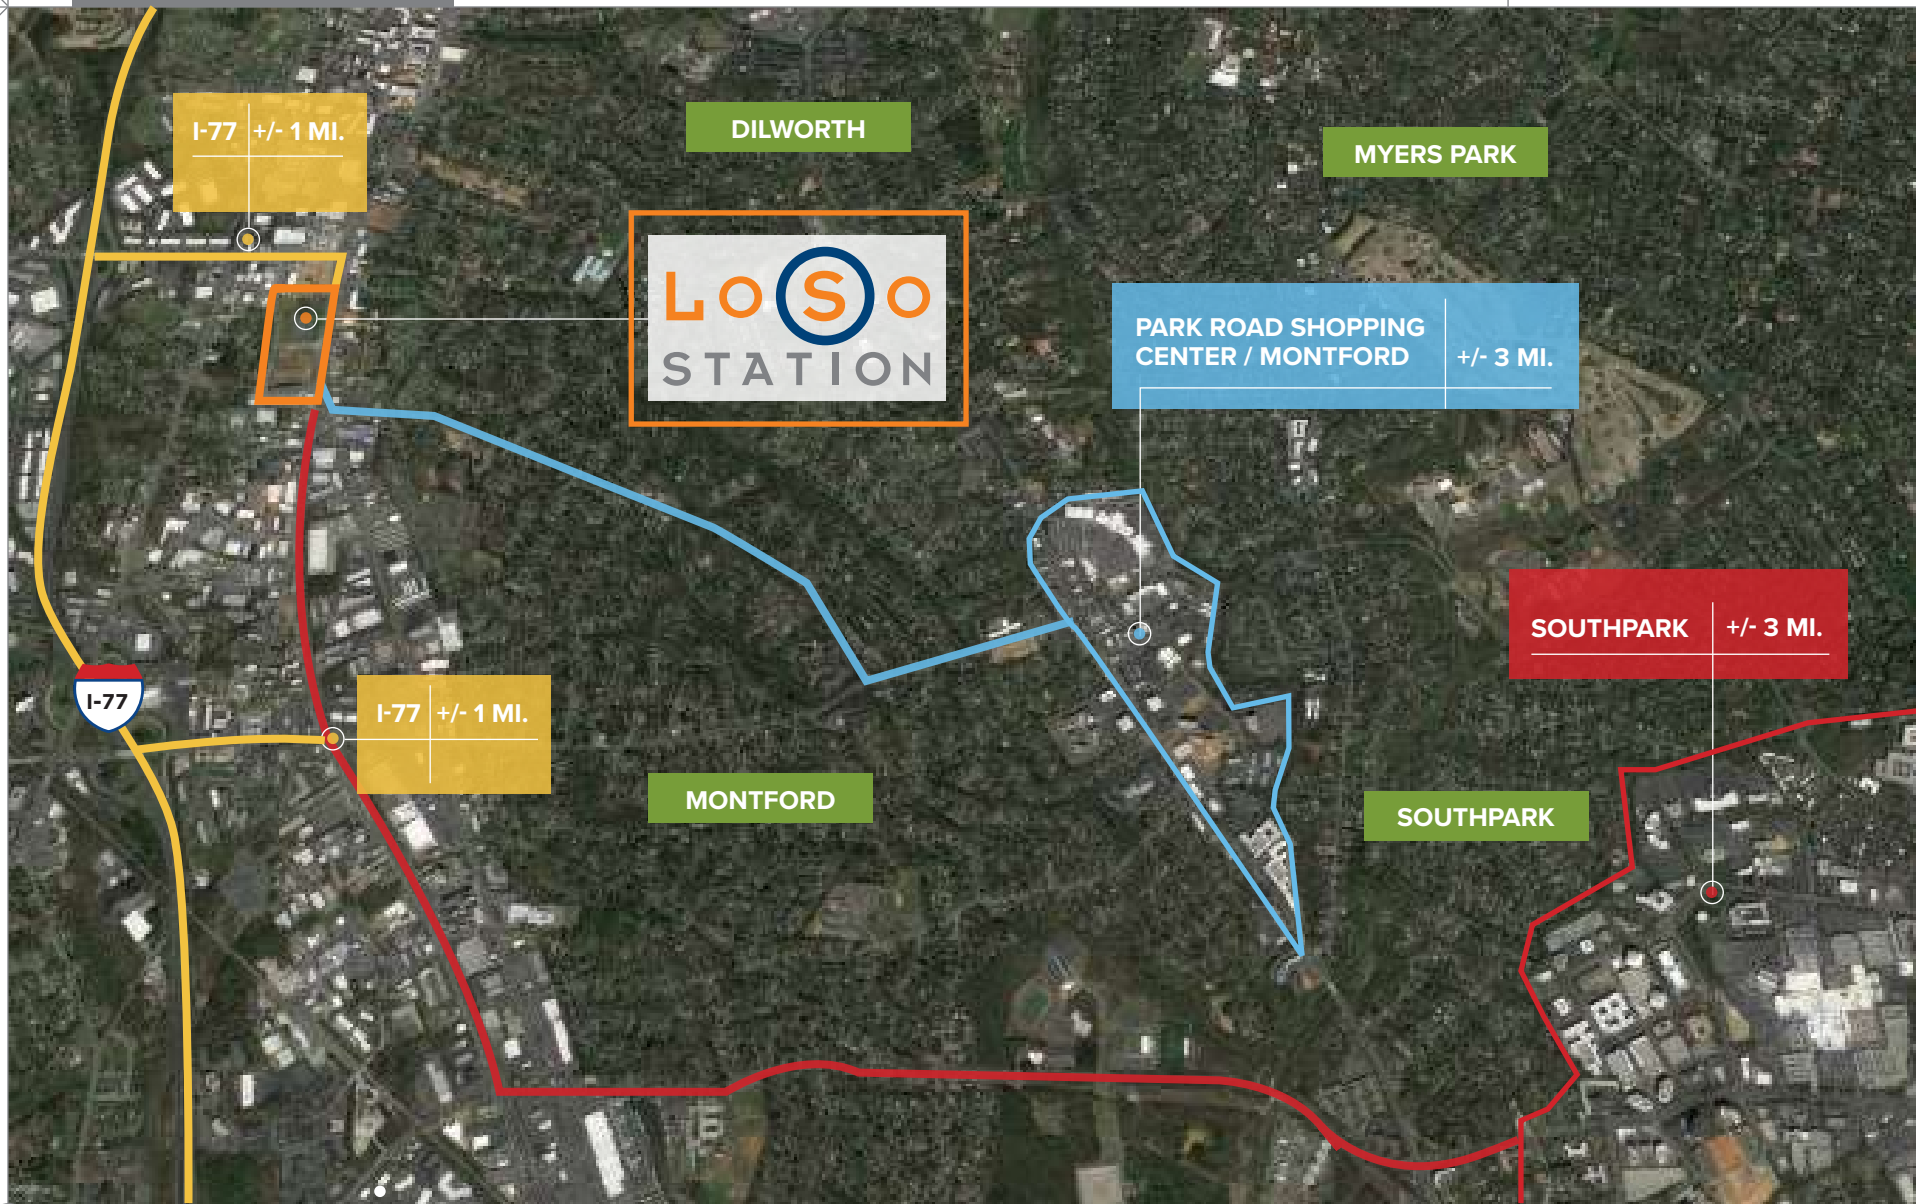 I-77 +/- 1 MI.
DILWORTH
MYERS PARK
LoSo
STATION
PARK ROAD SHOPPING
CENTER / MONTFORD
+/- 3 MI.
SOUTHPARK +/- 3 MI.
I-77
I-77 +/- 1 MI.
MONTFORD
SOUTHPARK